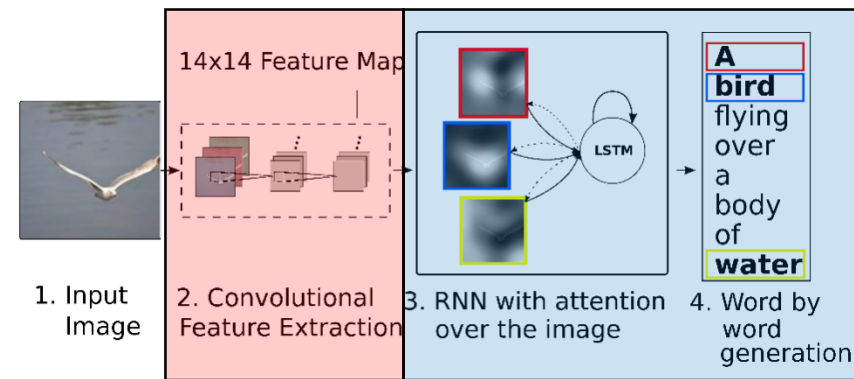 14x14 Feature Map
1. Input
Image
2. Convolutional
Feature Extraction
LSTM
3. RNN with attention
over the image
A
bird
flying
over
a
body
of
water
4. Word by
word
generation